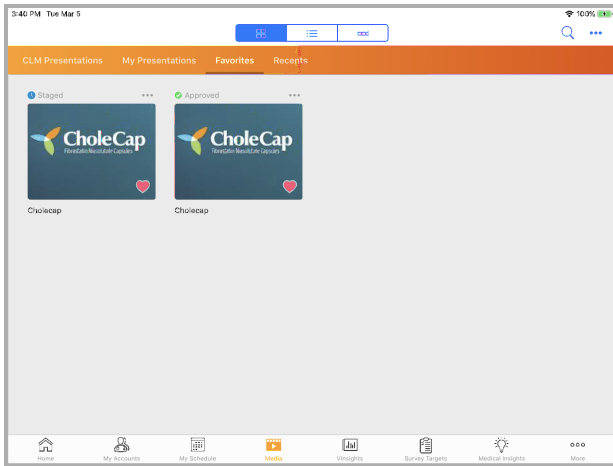 3:40 PM Tue Mar 5
100%
CLM Presentations My Presentations Favorites Recents
Staged
Approved
CholeCap
Cholecap
CholeCap
Cholecap
Home My Accounts My Schedule Media VInsights Survey Targets Medical Insights More